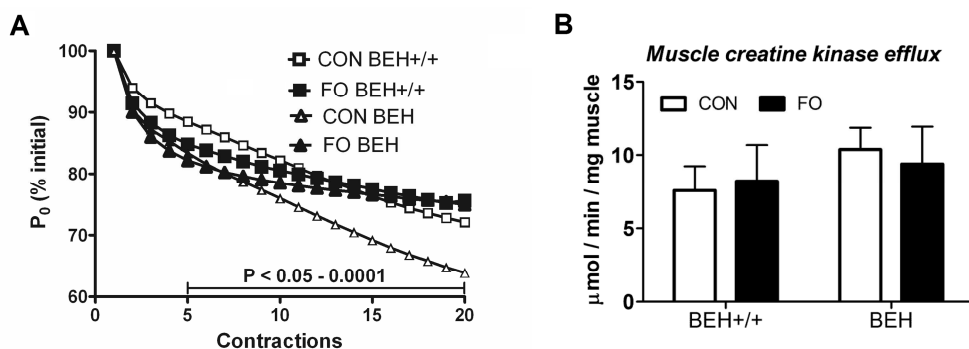 A
100
90
80
70
60
P₀ (% initial)
CON BEH+/+
FO BEH+/+
CON BEH
FO BEH
P < 0.05 - 0.0001
0 5 10 15 20
Contractions
B
Muscle creatine kinase efflux
CON FO
15
10
5
0
μmol / min / mg muscle
BEH+/+ BEH